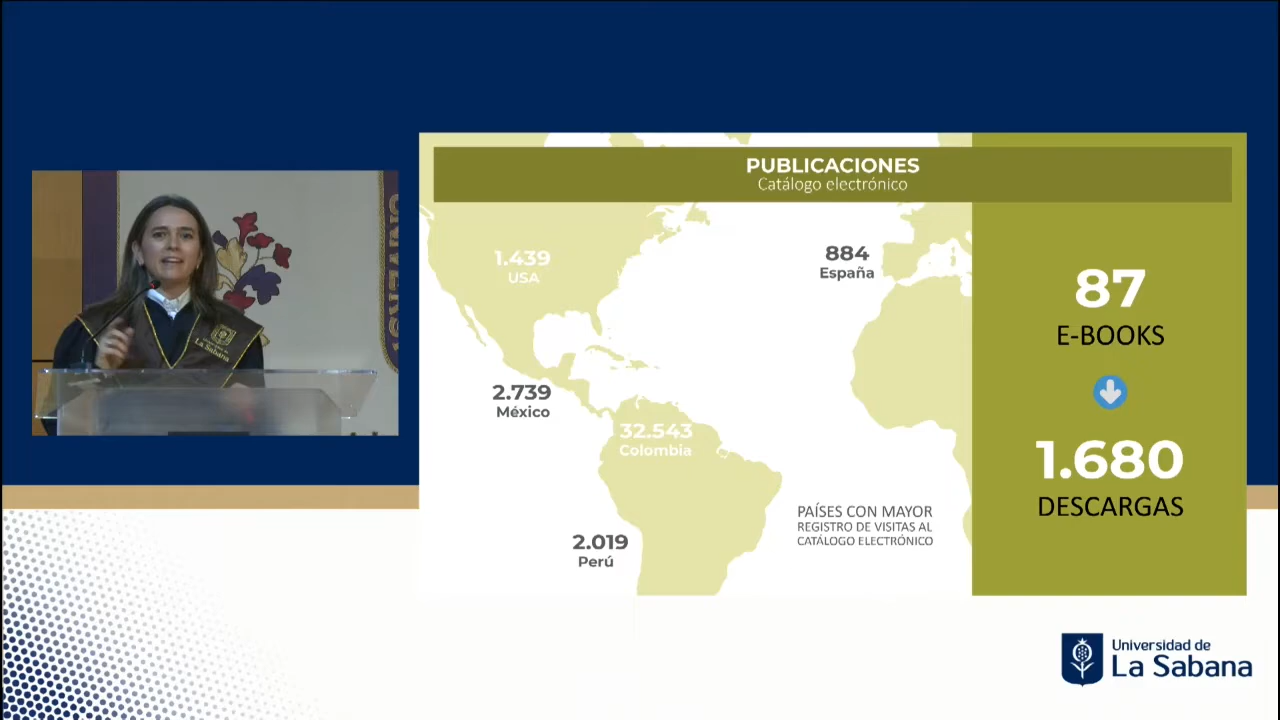 PUBLICACIONES
Catálogo electrónico
1.439
USA
884
España
2.739
México
32.543
Colombia
2.019
Perú
PAÍSES CON MAYOR
REGISTRO DE VISITAS AL
CATÁLOGO ELECTRÓNICO
87
E-BOOKS
1.680
DESCARGAS
La Sabana
Universidad de
La Sabana